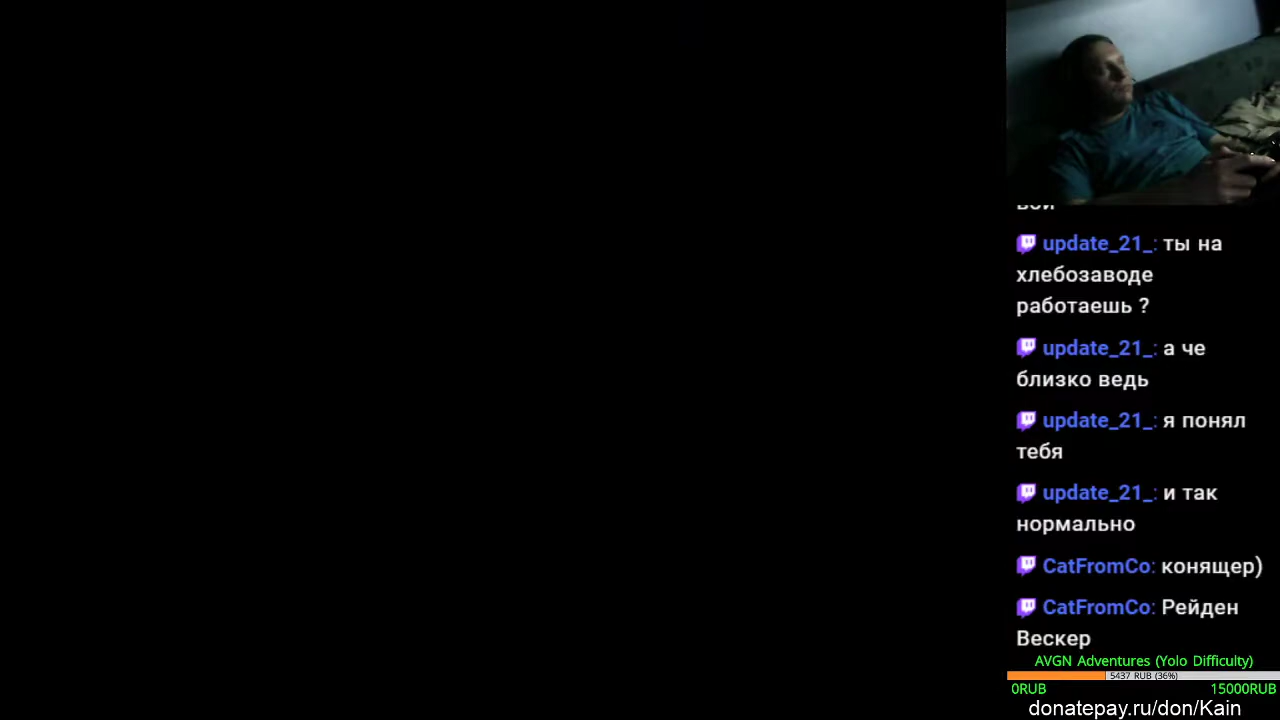 вои
update_21_: ты на
хлебозаводе
работаешь ?
update_21_: а че
близко ведь
update_21_: я понял
тебя
update_21_: и так
нормально
CatFromCo: конящер)
CatFromCo: Рейден
Вескер
AVGN Adventures (Yolo Difficulty)
5437 RUB (36%)
0RUB 15000RUB
donatepay.ru/don/Kain